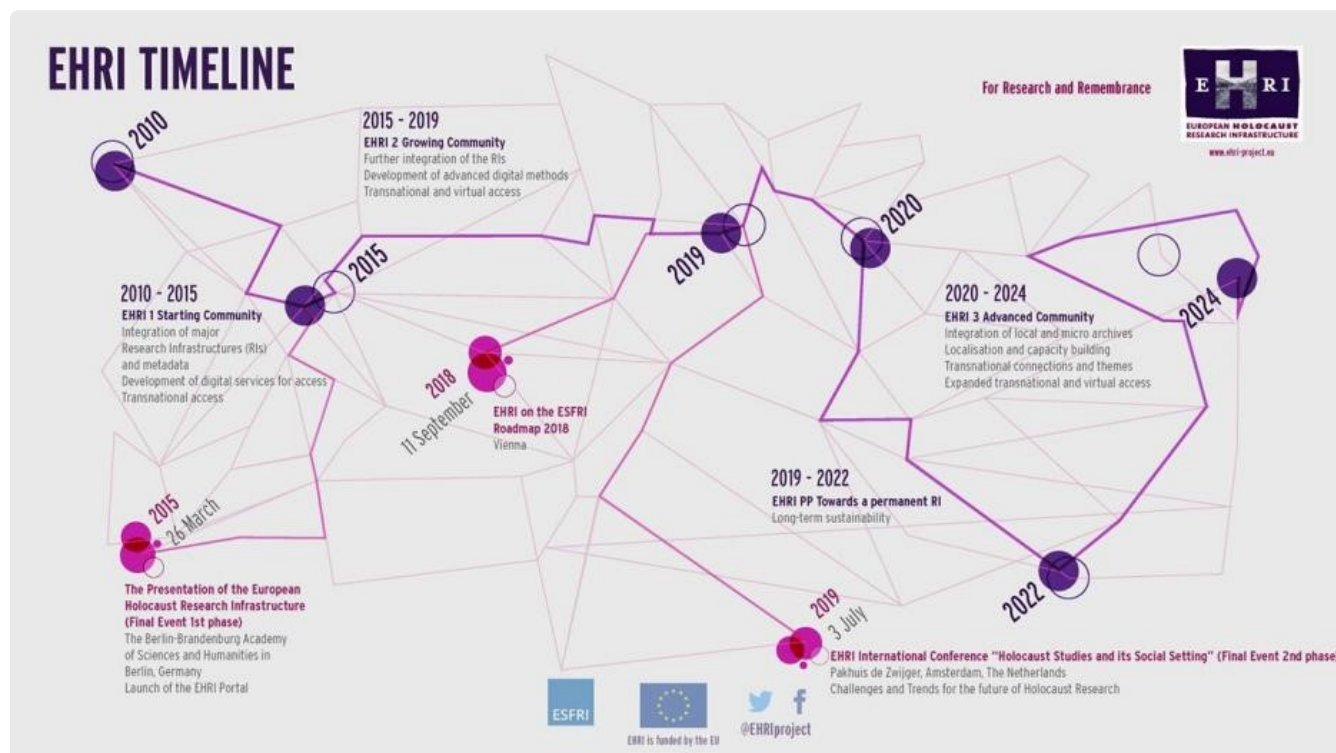 EHRI TIMELINE
For Research and Remembrance
E H RI
EUROPEAN HOLOCAUST
RESEARCH INFRASTRUCTURE
www.ehri-project.eu
2010
2015 - 2019
EHRI 2 Growing Community
Further integration of the RIs
Development of advanced digital methods
Transnational and virtual access
2015
2019
2020
2010 - 2015
EHRI 1 Starting Community
Integration of major
Research Infrastructures (RIs)
and metadata
Development of digital services for access
Transnational access
2020 - 2024
EHRI 3 Advanced Community
Integration of local and micro archives
Localisation and capacity building
Transnational connections and themes
Expanded transnational and virtual access
2024
2018
11 September
EHRI on the ESFRI
Roadmap 2018
Vienna
2019 - 2022
EHRI PP Towards a permanent RI
Long-term sustainability
2015
26 March
The Presentation of the European
Holocaust Research Infrastructure
(Final Event 1st phase)
The Berlin-Brandenburg Academy
of Sciences and Humanities in
Berlin, Germany
Launch of the EHRI Portal
2022
2019
3 July
EHRI International Conference "Holocaust Studies and its Social Setting" (Final Event 2nd phase)
Pakhuis de Zwijger, Amsterdam, The Netherlands
Challenges and Trends for the future of Holocaust Research
ESFRI
EHRI is funded by the EU
@EHRIproject